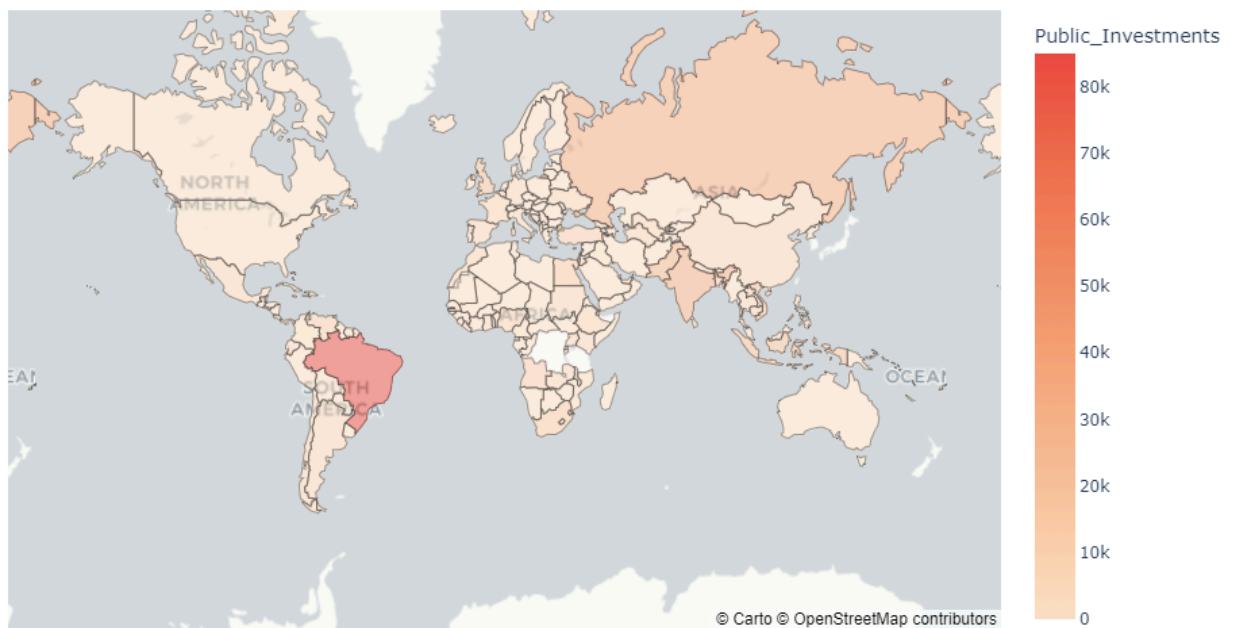 Public_Investments
80k
70k
60k
50k
40k
30k
20k
10k
0
NORTH
AMERICA
ASIA
AFRICA
EAN
OCEAN
SOUTH
AMERICA
© Carto © OpenStreetMap contributors